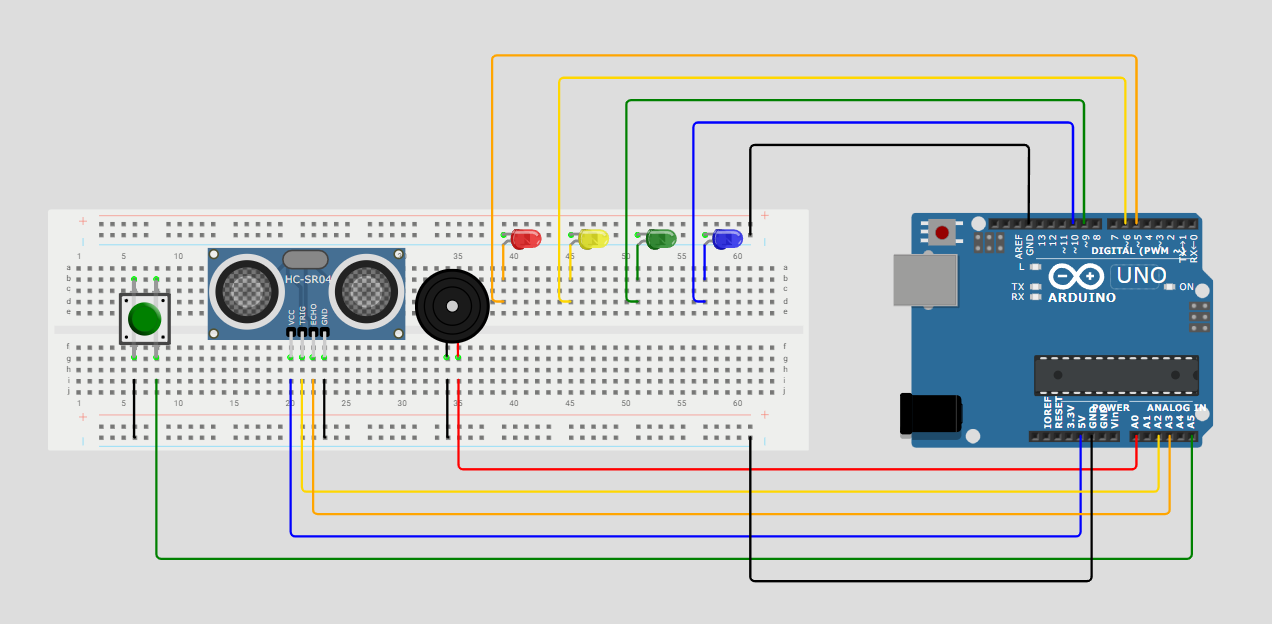 + +
1 5 10 15 35 40 45 50 55 60
a a
b b
c c
d d
e e
f f
g g
h h
i i
j j
1 5 10 15 20 25 30 35 40 45 50 55 60
+ +
HC-SR04
VCC
TRIG
ECHO
GND
AREF
GND
13
12
~11
~10
~9
8
7
~6
~5
4
~3
2
TX→1
RX←0
DIGITAL (PWM ~)
L
TX
RX
UNO
ON
ARDUINO
POWER
ANALOG IN
IOREF
RESET
3.3V
5V
GND
GND
Vin
A0
A1
A2
A3
A4
A5